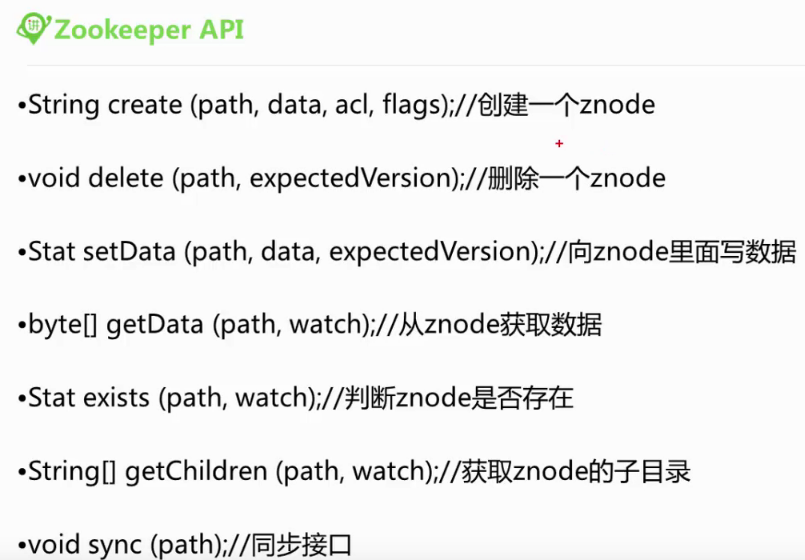 Zookeeper API
•String create (path, data, acl, flags);//创建一个znode
•void delete (path, expectedVersion);//删除一个znode
•Stat setData (path, data, expectedVersion);//向znode里面写数据
•byte[] getData (path, watch);//从znode获取数据
•Stat exists (path, watch);//判断znode是否存在
•String[] getChildren (path, watch);//获取znode的子目录
•void sync (path);//同步接口